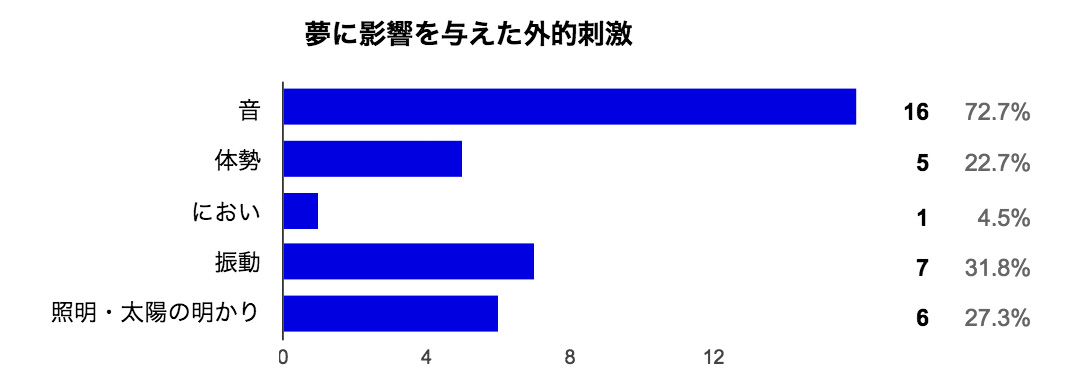 夢に影響を与えた外的刺激
音 16 72.7%
体勢 5 22.7%
におい 1 4.5%
振動 7 31.8%
照明・太陽の明かり 6 27.3%
0 4 8 12